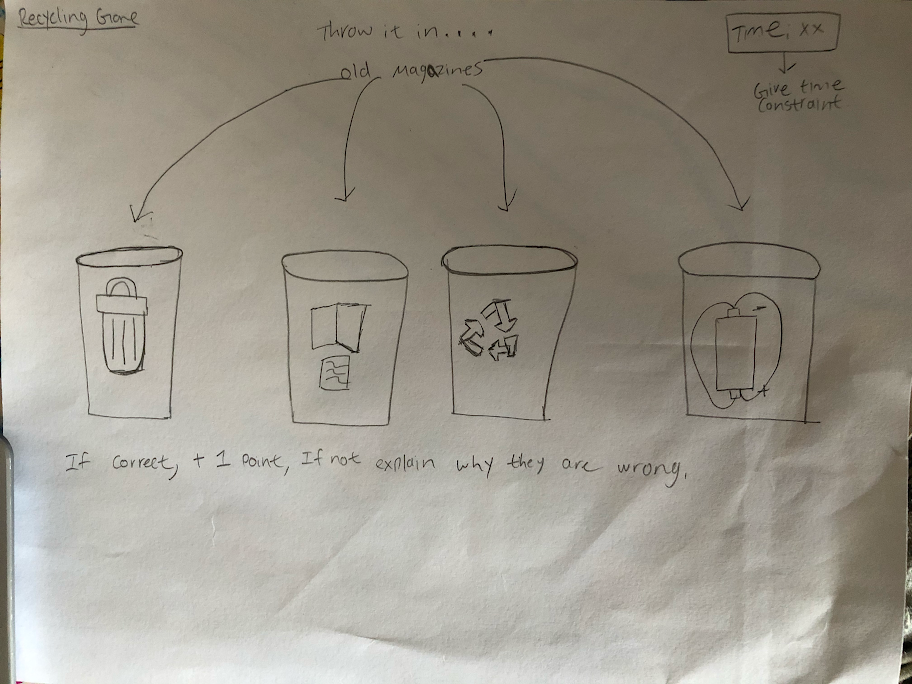 Recycling Game
Throw it in....
Time: xx
old magazines
Give time
constraint
- 
+
If correct, + 1 point, If not explain why they are wrong.